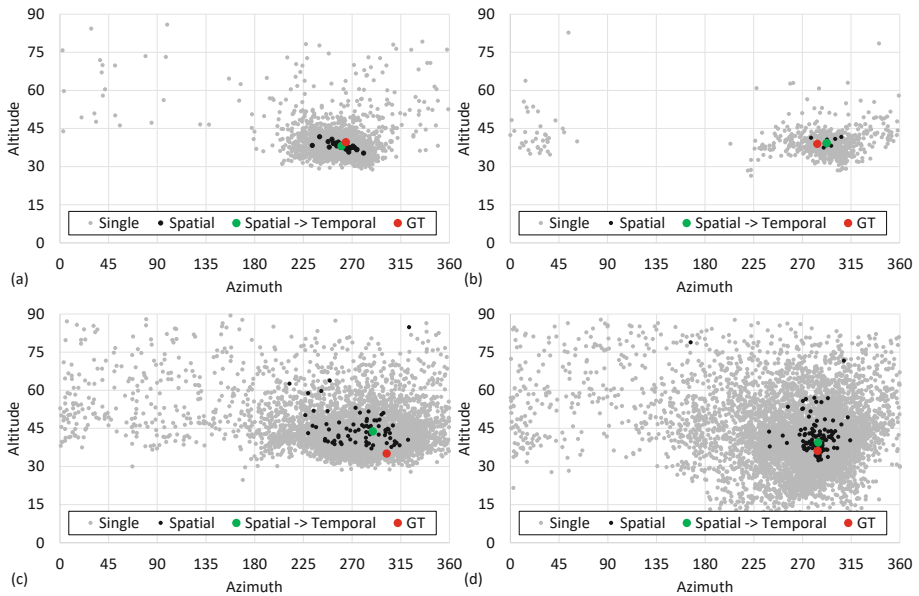 90 90
75 75
60 60
Altitude Altitude
45 45
30 30
15 15
Single Spatial Spatial -> Temporal GT Single Spatial Spatial -> Temporal GT
0 0
(a) 0 45 90 135 180 225 270 315 360 (b) 0 45 90 135 180 225 270 315 360
Azimuth Azimuth
90 90
75 75
60 60
Altitude Altitude
45 45
30 30
15 15
Single Spatial Spatial -> Temporal GT Single Spatial Spatial -> Temporal GT
0 0
(c) 0 45 90 135 180 225 270 315 360 (d) 0 45 90 135 180 225 270 315 360
Azimuth Azimuth